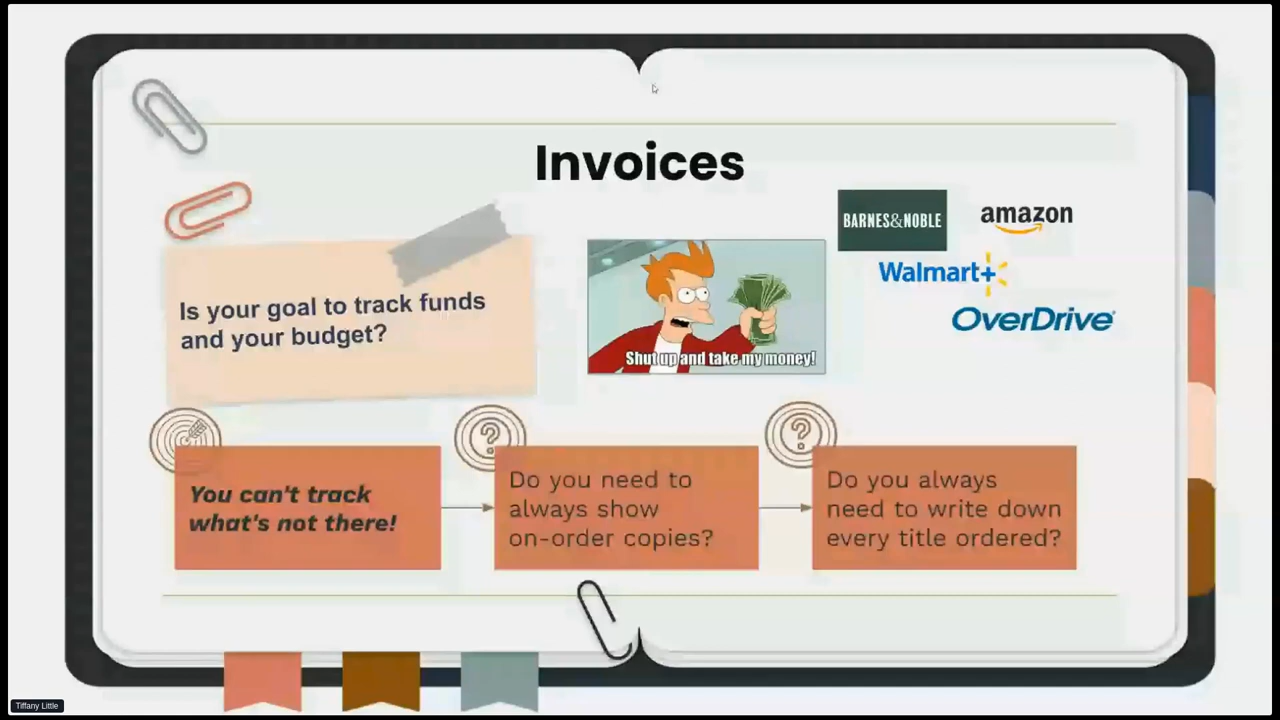 Invoices
BARNES&NOBLE
amazon
Walmart+
OverDrive
Is your goal to track funds
and your budget?
Shut up and take my money!
You can't track
what's not there!
Do you need to
always show
on-order copies?
Do you always
need to write down
every title ordered?
Tiffany Little